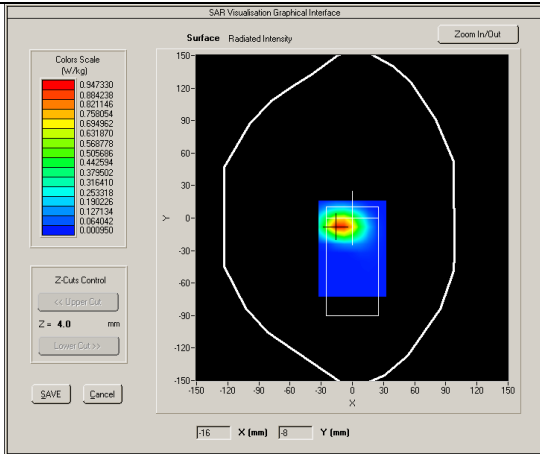 SAR Visualisation Graphical Interface
Surface Radiated Intensity
Zoom In/Out
Colors Scale
(W/kg)
0.947330
0.884238
0.821146
0.758054
0.694962
0.631870
0.568778
0.505686
0.442594
0.379502
0.316410
0.253318
0.190226
0.127134
0.064042
0.000950
Z-Cuts Control
<< Upper Cut
Z = 4.0 mm
Lower Cut >>
SAVE Cancel
150
120
90
60
30
0
-30
-60
-90
-120
-150
Y
-150 -120 -90 -60 -30 0 30 60 90 120 150
X
-16 X (mm) -8 Y (mm)